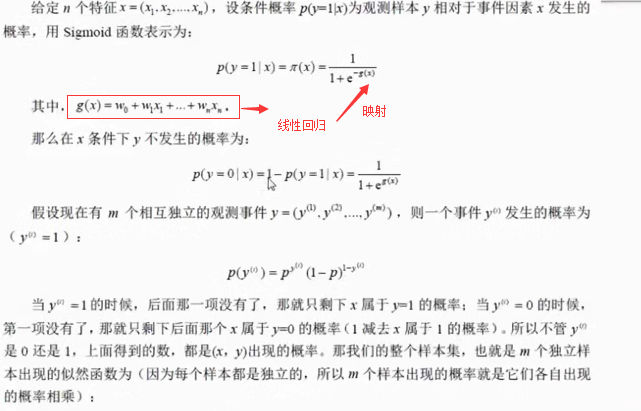 给定 n 个特征 x = (x₁, x₂, ..., xₙ)，设条件概率 p(y=1|x)为观测样本 y 相对于事件因素 x 发生的
概率，用 Sigmoid 函数表示为：
p(y = 1 | x) = π(x) = 1 / (1 + e^{-g(x)})
其中，g(x) = w₀ + w₁x₁ + ... + wₙxₙ。
线性回归
映射
那么在 x 条件下 y 不发生的概率为：
p(y = 0 | x) = 1 − p(y = 1 | x) = 1 / (1 + e^{g(x)})
假设现在有 m 个相互独立的观测事件 y = (y^{(1)}, y^{(2)}, ..., y^{(m)})，则一个事件 y^{(i)} 发生的概率为
（y^{(i)} = 1）：
p(y^{(i)}) = p^{y^{(i)}} (1 − p)^{1−y^{(i)}}
当 y^{(i)} = 1 的时候，后面那一项没有了，那就只剩下 x 属于 y=1 的概率；当 y^{(i)} = 0 的时候，
第一项没有了，那就只剩下后面那个 x 属于 y=0 的概率（1 减去 x 属于 1 的概率）。所以不管 y^{(i)}
是 0 还是 1，上面得到的数，都是(x, y)出现的概率。那我们的整个样本集，也就是 m 个独立样
本出现的似然函数为（因为每个样本都是独立的，所以 m 个样本出现的概率就是它们各自出现
的概率相乘）：